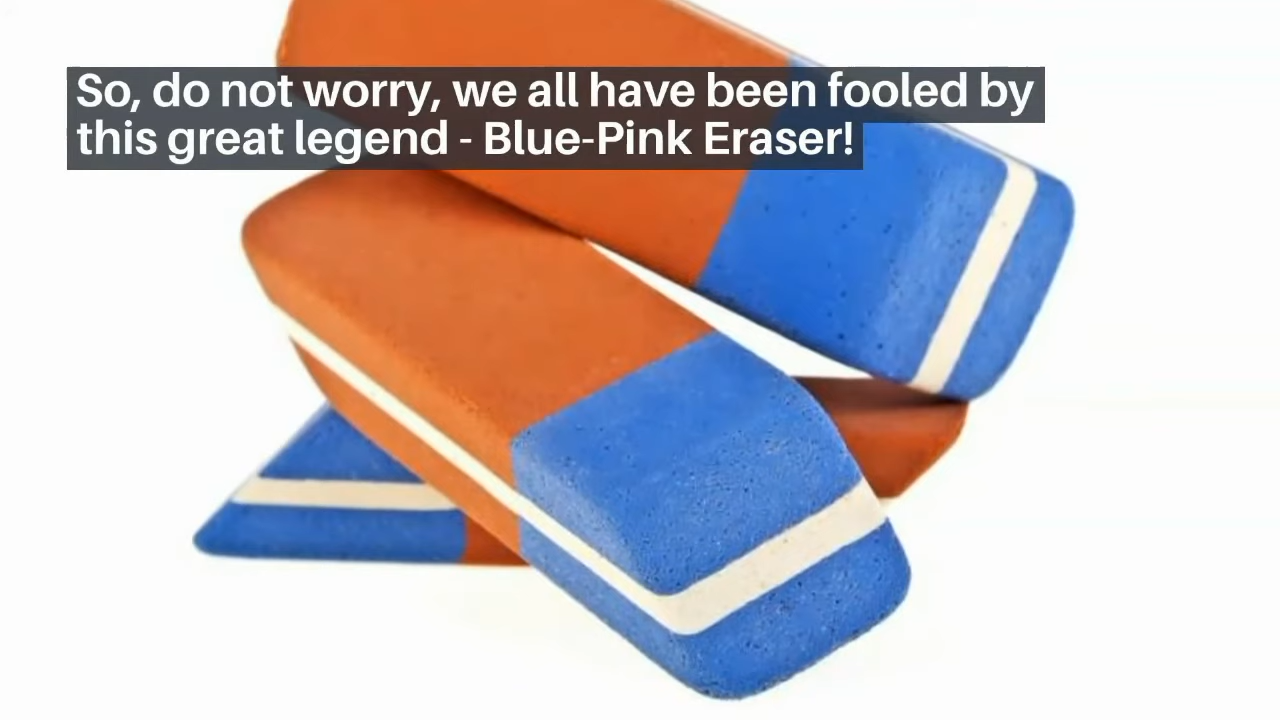 So, do not worry, we all have been fooled by
this great legend - Blue-Pink Eraser!